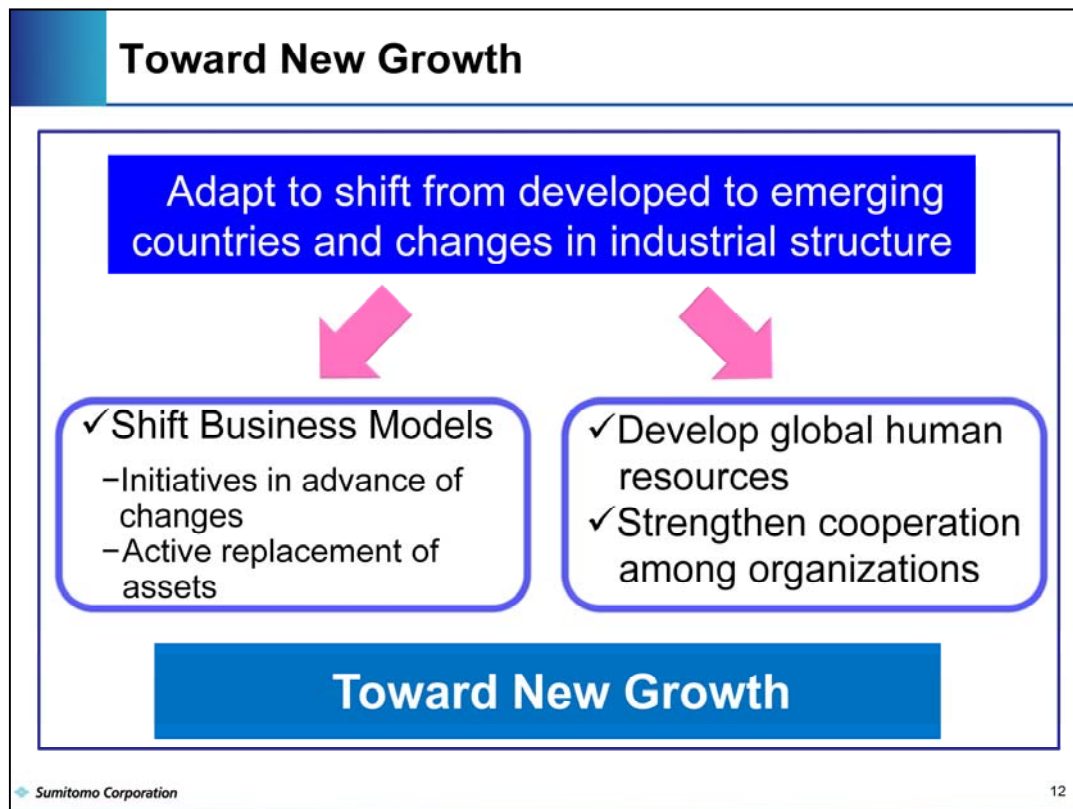 Toward New Growth
Adapt to shift from developed to emerging
countries and changes in industrial structure
✓Shift Business Models
−Initiatives in advance of
changes
−Active replacement of
assets
✓Develop global human
resources
✓Strengthen cooperation
among organizations
Toward New Growth
Sumitomo Corporation
12